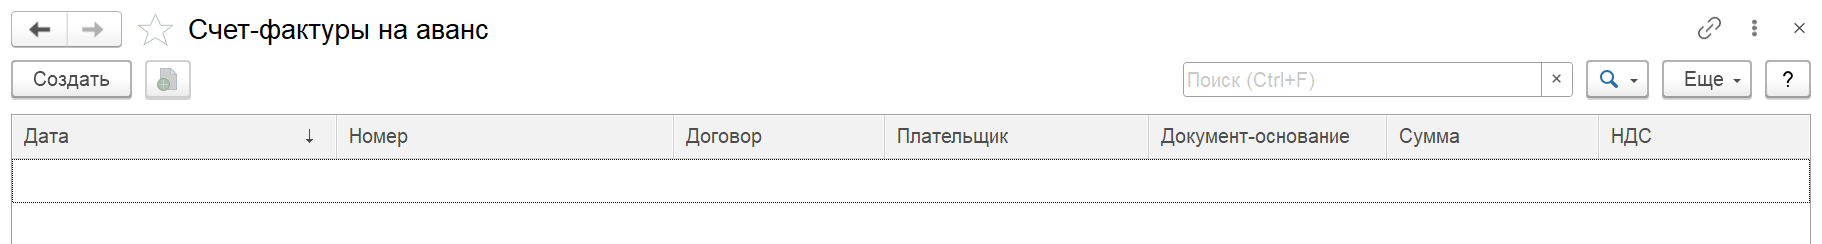 Счет-фактуры на аванс
Создать Поиск (Ctrl+F) × Еще ?
Дата ↓ Номер Договор Плательщик Документ-основание Сумма НДС